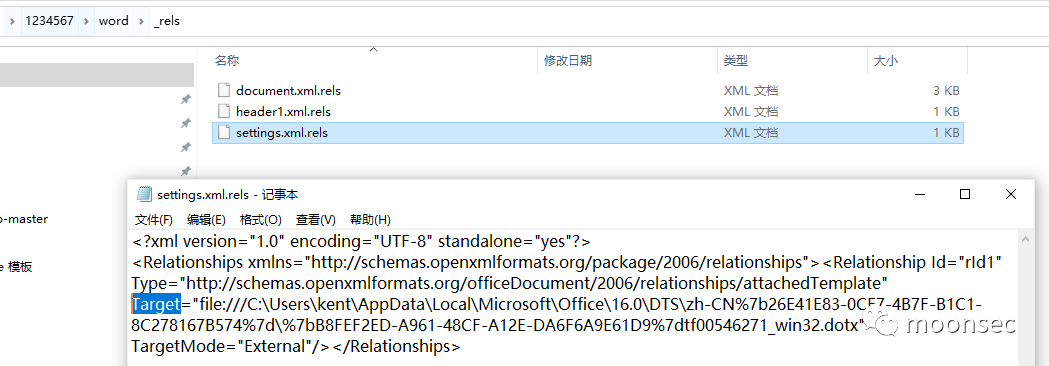 1234567 > word > _rels
名称 修改日期 类型 大小
document.xml.rels XML 文档 3 KB
header1.xml.rels XML 文档 1 KB
settings.xml.rels XML 文档 1 KB
o-master
e 模板
settings.xml.rels - 记事本
文件(F) 编辑(E) 格式(O) 查看(V) 帮助(H)
<?xml version="1.0" encoding="UTF-8" standalone="yes"?>
<Relationships xmlns="http://schemas.openxmlformats.org/package/2006/relationships"><Relationship Id="rId1"
Type="http://schemas.openxmlformats.org/officeDocument/2006/relationships/attachedTemplate"
Target="file:///C:\Users\kent\AppData\Local\Microsoft\Office\16.0\DTS\zh-CN%7b26E41E83-0CF7-4B7F-B1C1-
8C278167B574%7d\%7bB8FEF2ED-A961-48CF-A12E-DA6F6A9E61D9%7dtf00546271_win32.dotx"
TargetMode="External"/></Relationships>
moonsec